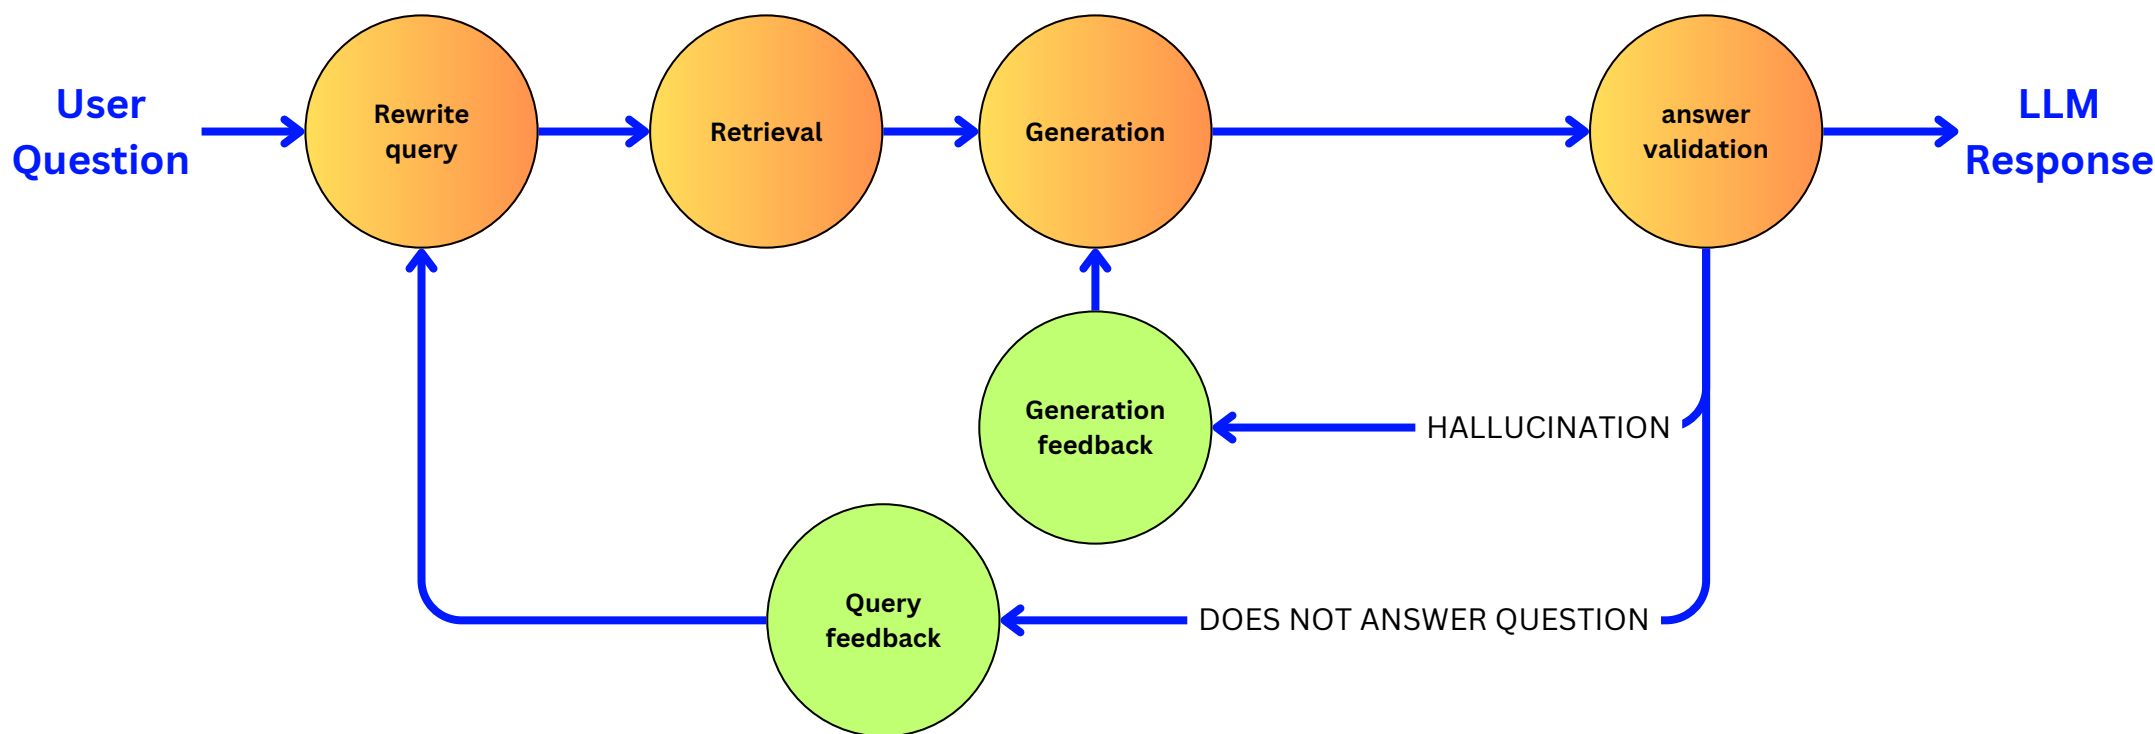 User
Question
Rewrite
query
Retrieval
Generation
answer
validation
LLM
Response
Generation
feedback
HALLUCINATION
Query
feedback
DOES NOT ANSWER QUESTION